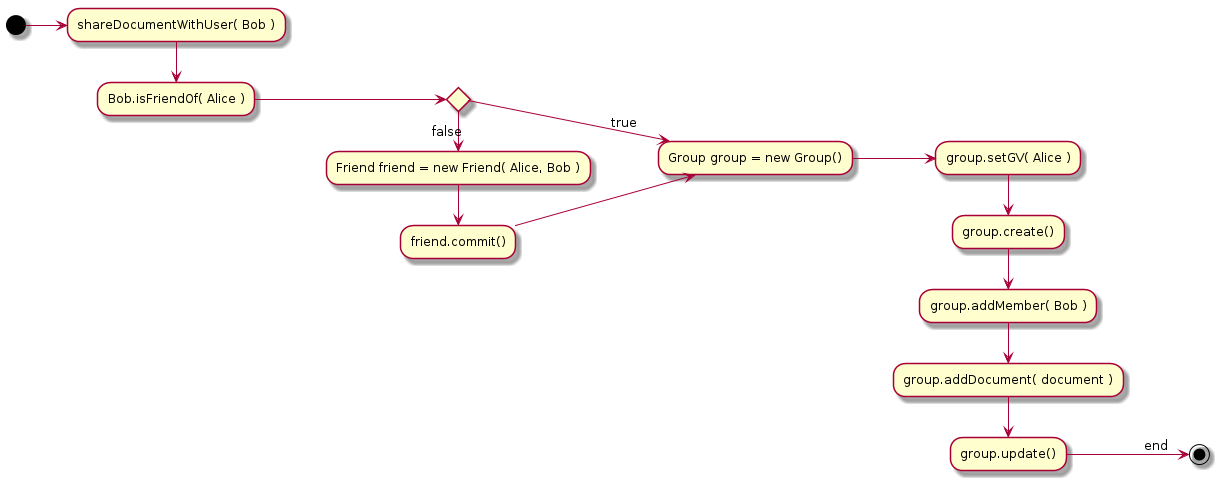 shareDocumentWithUser( Bob )
Bob.isFriendOf( Alice )
true
false
Friend friend = new Friend( Alice, Bob )
friend.commit()
Group group = new Group()
group.setGV( Alice )
group.create()
group.addMember( Bob )
group.addDocument( document )
group.update()
end